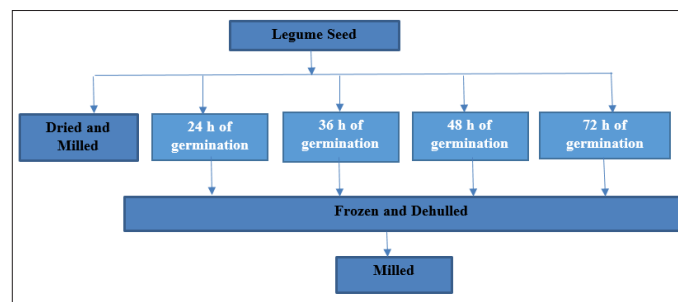 Legume Seed
Dried and
Milled
24 h of
germination
36 h of
germination
48 h of
germination
72 h of
germination
Frozen and Dehulled
Milled